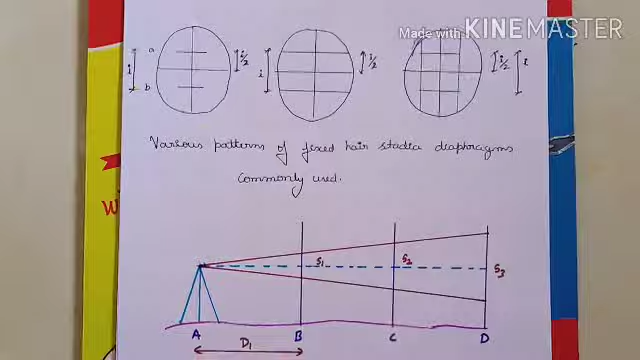 Made with KINEMASTER
a
i
b
i/2
i
i/2
i/2
i
Various patterns of fixed hair stadia diaphragms
commonly used.
S1
S2
S3
A
B
C
D
D1